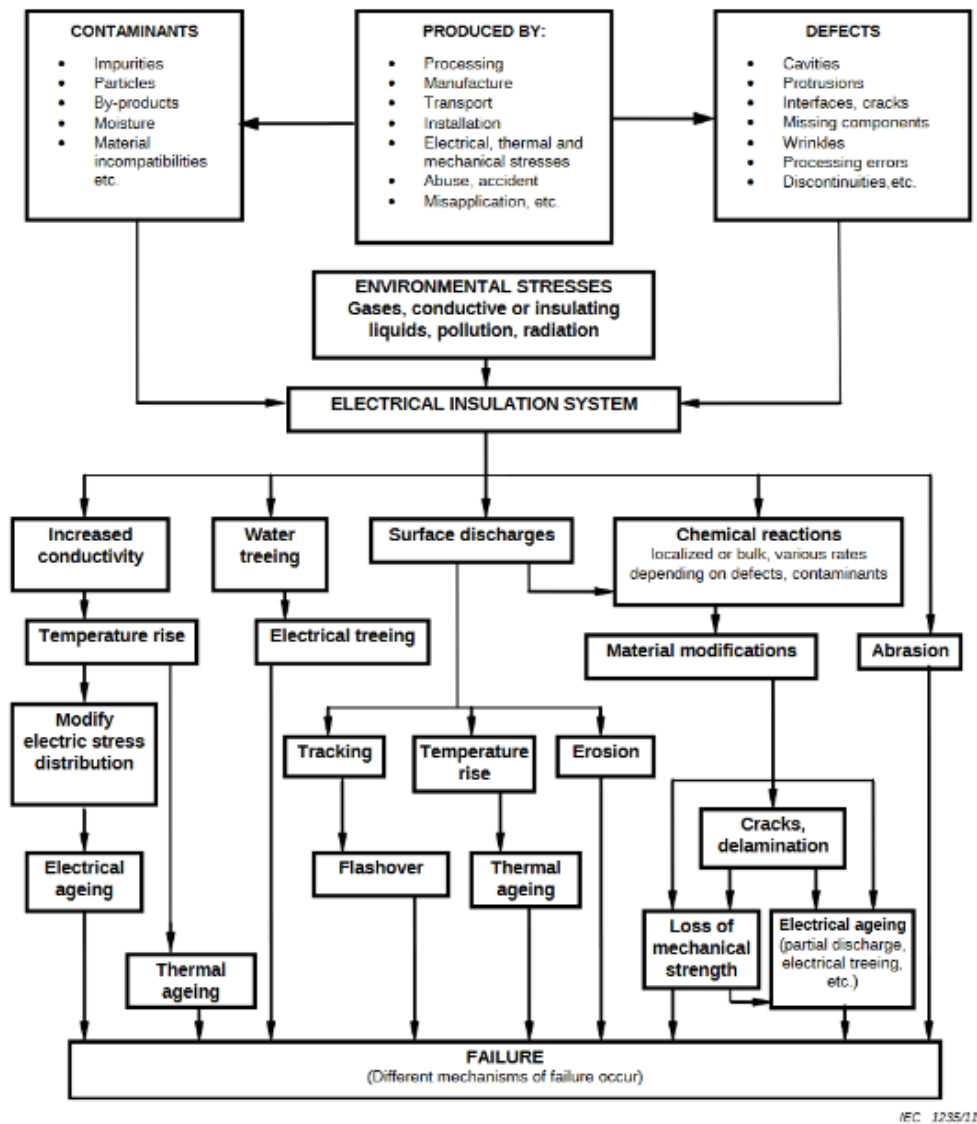 CONTAMINANTS
• Impurities
• Particles
• By-products
• Moisture
• Material
incompatibilities
etc.
PRODUCED BY:
• Processing
• Manufacture
• Transport
• Installation
• Electrical, thermal and
mechanical stresses
• Abuse, accident
• Misapplication, etc.
DEFECTS
• Cavities
• Protrusions
• Interfaces, cracks
• Missing components
• Wrinkles
• Processing errors
• Discontinuities,etc.
ENVIRONMENTAL STRESSES
Gases, conductive or insulating
liquids, pollution, radiation
ELECTRICAL INSULATION SYSTEM
Increased
conductivity
Water
treeing
Surface discharges
Chemical reactions
localized or bulk, various rates
depending on defects, contaminants
Temperature rise
Electrical treeing
Material modifications
Abrasion
Modify
electric stress
distribution
Tracking
Temperature
rise
Erosion
Cracks,
delamination
Electrical
ageing
Flashover
Thermal
ageing
Loss of
mechanical
strength
Electrical ageing
(partial discharge,
electrical treeing,
etc.)
Thermal
ageing
FAILURE
(Different mechanisms of failure occur)
IEC 1235/11